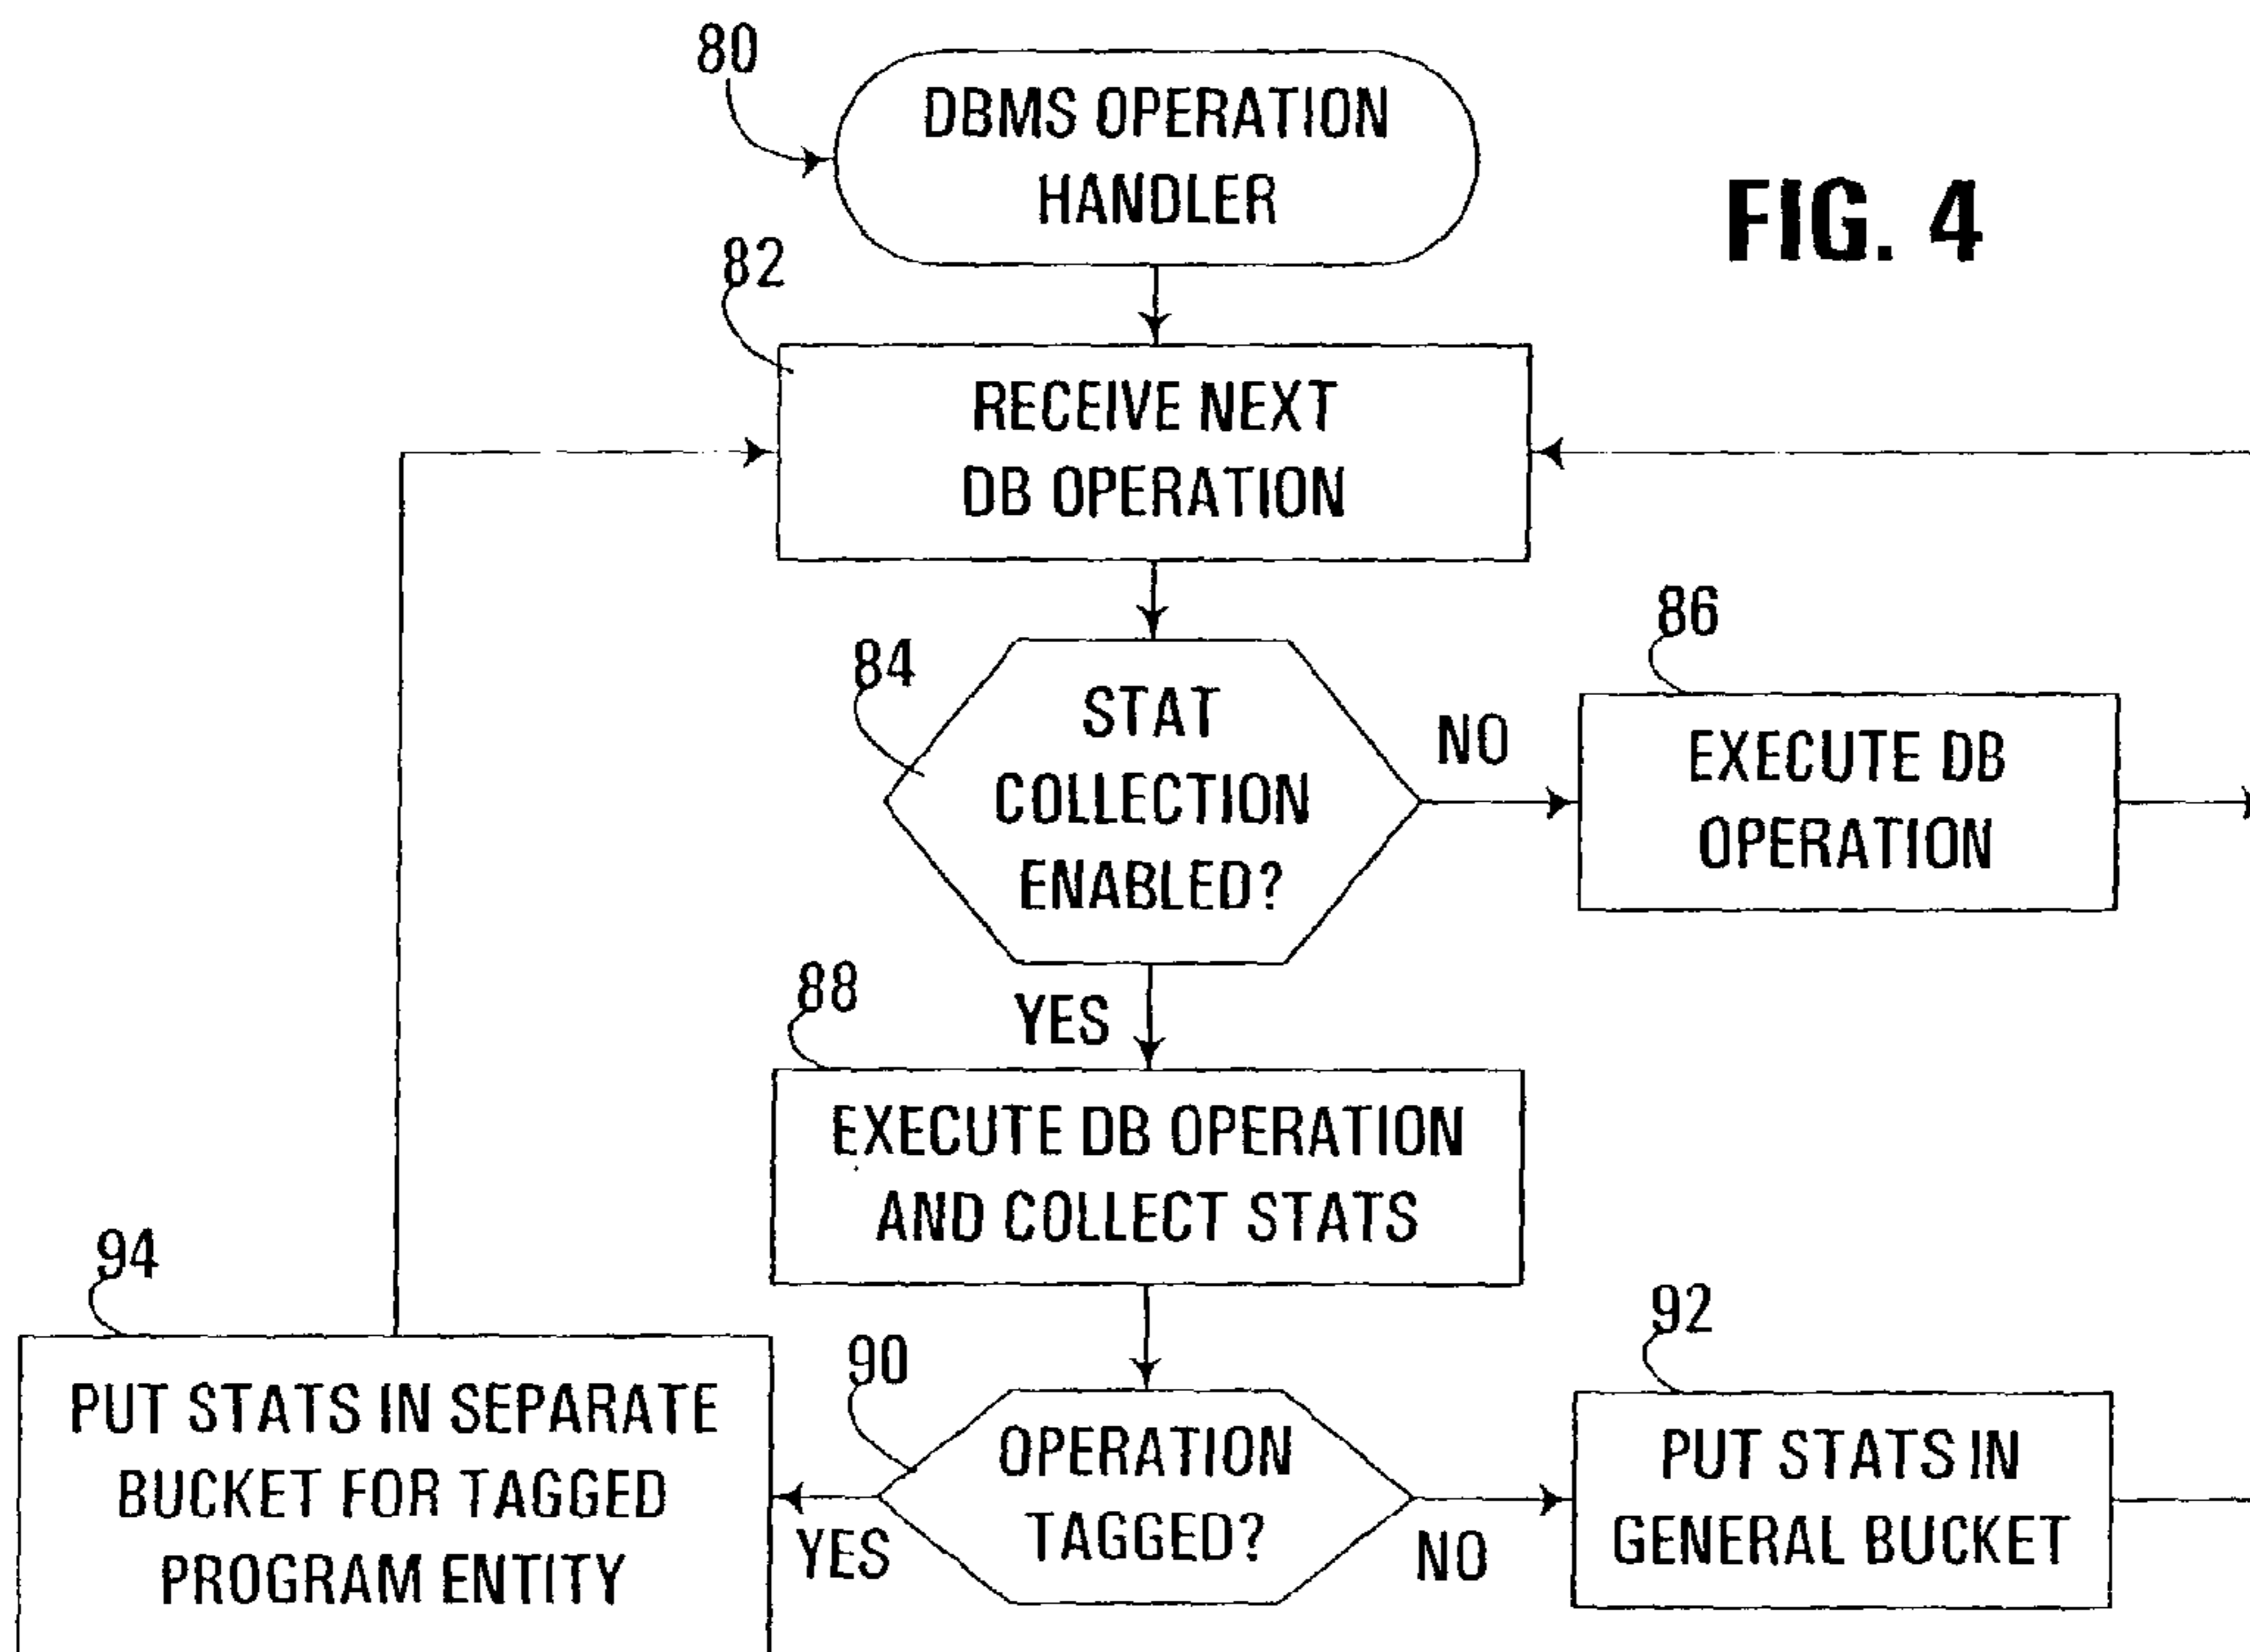 80
DBMS OPERATION
HANDLER
FIG. 4
82
RECEIVE NEXT
DB OPERATION
84
STAT
COLLECTION
ENABLED?
NO
86
EXECUTE DB
OPERATION
YES
88
EXECUTE DB OPERATION
AND COLLECT STATS
94
PUT STATS IN SEPARATE
BUCKET FOR TAGGED
PROGRAM ENTITY
90
OPERATION
TAGGED?
YES
NO
92
PUT STATS IN
GENERAL BUCKET